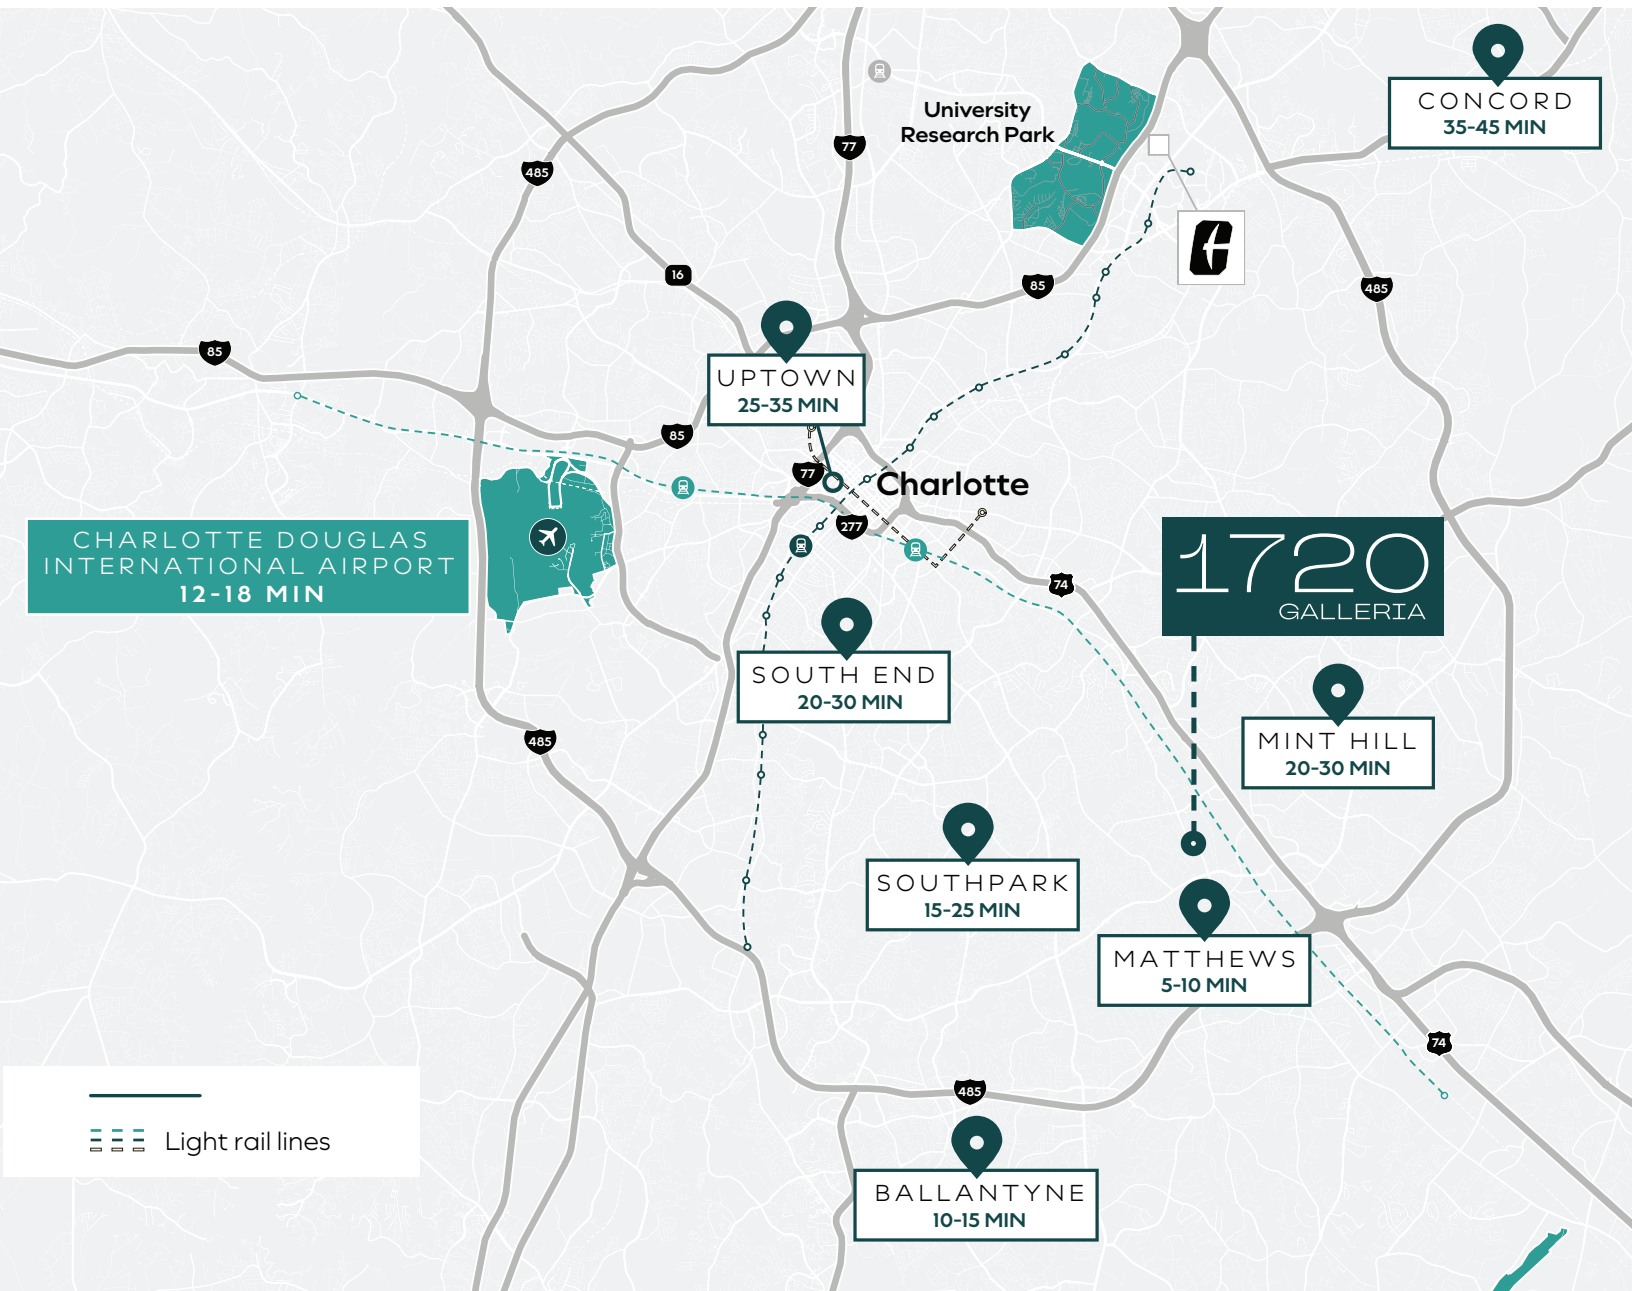 CONCORD
35-45 MIN
University
Research Park
77
485
16
85
485
85
UPTOWN
25-35 MIN
85
77
Charlotte
277
CHARLOTTE DOUGLAS
INTERNATIONAL AIRPORT
12-18 MIN
1720
GALLERIA
74
SOUTH END
20-30 MIN
MINT HILL
20-30 MIN
485
SOUTHPARK
15-25 MIN
MATTHEWS
5-10 MIN
74
485
Light rail lines
BALLANTYNE
10-15 MIN